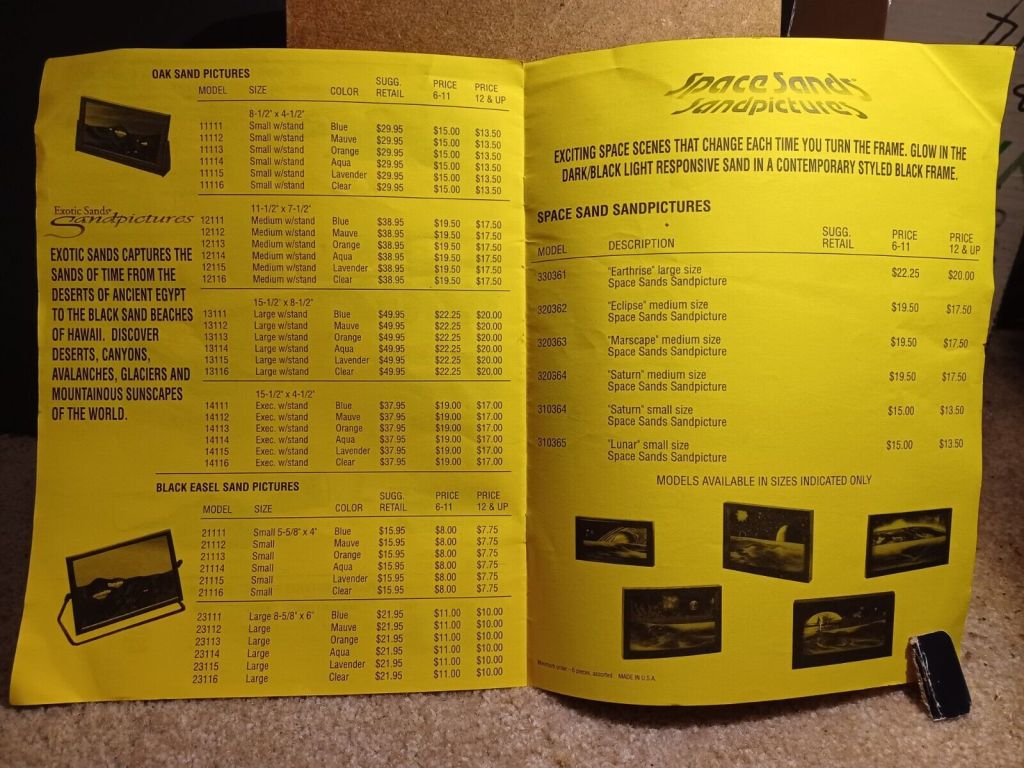 OAK SAND PICTURES
MODEL SIZE COLOR SUGG. RETAIL PRICE 6-11 PRICE 12 & UP
8-1/2" x 4-1/2"
11111 Small w/stand Blue $29.95 $15.00 $13.50
11112 Small w/stand Mauve $29.95 $15.00 $13.50
11113 Small w/stand Orange $29.95 $15.00 $13.50
11114 Small w/stand Aqua $29.95 $15.00 $13.50
11115 Small w/stand Lavender $29.95 $15.00 $13.50
11116 Small w/stand Clear $29.95 $15.00 $13.50
11-1/2" x 7-1/2"
12111 Medium w/stand Blue $38.95 $19.50 $17.50
12112 Medium w/stand Mauve $38.95 $19.50 $17.50
12113 Medium w/stand Orange $38.95 $19.50 $17.50
12114 Medium w/stand Aqua $38.95 $19.50 $17.50
12115 Medium w/stand Lavender $38.95 $19.50 $17.50
12116 Medium w/stand Clear $38.95 $19.50 $17.50
15-1/2" x 8-1/2"
13111 Large w/stand Blue $49.95 $22.25 $20.00
13112 Large w/stand Mauve $49.95 $22.25 $20.00
13113 Large w/stand Orange $49.95 $22.25 $20.00
13114 Large w/stand Aqua $49.95 $22.25 $20.00
13115 Large w/stand Lavender $49.95 $22.25 $20.00
13116 Large w/stand Clear $49.95 $22.25 $20.00
15-1/2" x 4-1/2"
14111 Exec. w/stand Blue $37.95 $19.00 $17.00
14112 Exec. w/stand Mauve $37.95 $19.00 $17.00
14113 Exec. w/stand Orange $37.95 $19.00 $17.00
14114 Exec. w/stand Aqua $37.95 $19.00 $17.00
14115 Exec. w/stand Lavender $37.95 $19.00 $17.00
14116 Exec. w/stand Clear $37.95 $19.00 $17.00
Exotic Sands
Sandpictures
EXOTIC SANDS CAPTURES THE
SANDS OF TIME FROM THE
DESERTS OF ANCIENT EGYPT
TO THE BLACK SAND BEACHES
OF HAWAII. DISCOVER
DESERTS, CANYONS,
AVALANCHES, GLACIERS AND
MOUNTAINOUS SUNSCAPES
OF THE WORLD.
BLACK EASEL SAND PICTURES
MODEL SIZE COLOR SUGG. RETAIL PRICE 6-11 PRICE 12 & UP
21111 Small 5-5/8" x 4" Blue $15.95 $8.00 $7.75
21112 Small Mauve $15.95 $8.00 $7.75
21113 Small Orange $15.95 $8.00 $7.75
21114 Small Aqua $15.95 $8.00 $7.75
21115 Small Lavender $15.95 $8.00 $7.75
21116 Small Clear $15.95 $8.00 $7.75
23111 Large 8-5/8" x 6" Blue $21.95 $11.00 $10.00
23112 Large Mauve $21.95 $11.00 $10.00
23113 Large Orange $21.95 $11.00 $10.00
23114 Large Aqua $21.95 $11.00 $10.00
23115 Large Lavender $21.95 $11.00 $10.00
23116 Large Clear $21.95 $11.00 $10.00
Space Sands
Sandpictures
EXCITING SPACE SCENES THAT CHANGE EACH TIME YOU TURN THE FRAME. GLOW IN THE
DARK/BLACK LIGHT RESPONSIVE SAND IN A CONTEMPORARY STYLED BLACK FRAME.
SPACE SAND SANDPICTURES
MODEL DESCRIPTION SUGG. RETAIL PRICE 6-11 PRICE 12 & UP
330361 "Earthrise" large size $22.25 $20.00
Space Sands Sandpicture
320362 "Eclipse" medium size $19.50 $17.50
Space Sands Sandpicture
320363 "Marscape" medium size $19.50 $17.50
Space Sands Sandpicture
320364 "Saturn" medium size $19.50 $17.50
Space Sands Sandpicture
310364 "Saturn" small size $15.00 $13.50
Space Sands Sandpicture
310365 "Lunar" small size $15.00 $13.50
Space Sands Sandpicture
MODELS AVAILABLE IN SIZES INDICATED ONLY
Minimum order - 6 pieces, assorted MADE IN U.S.A.